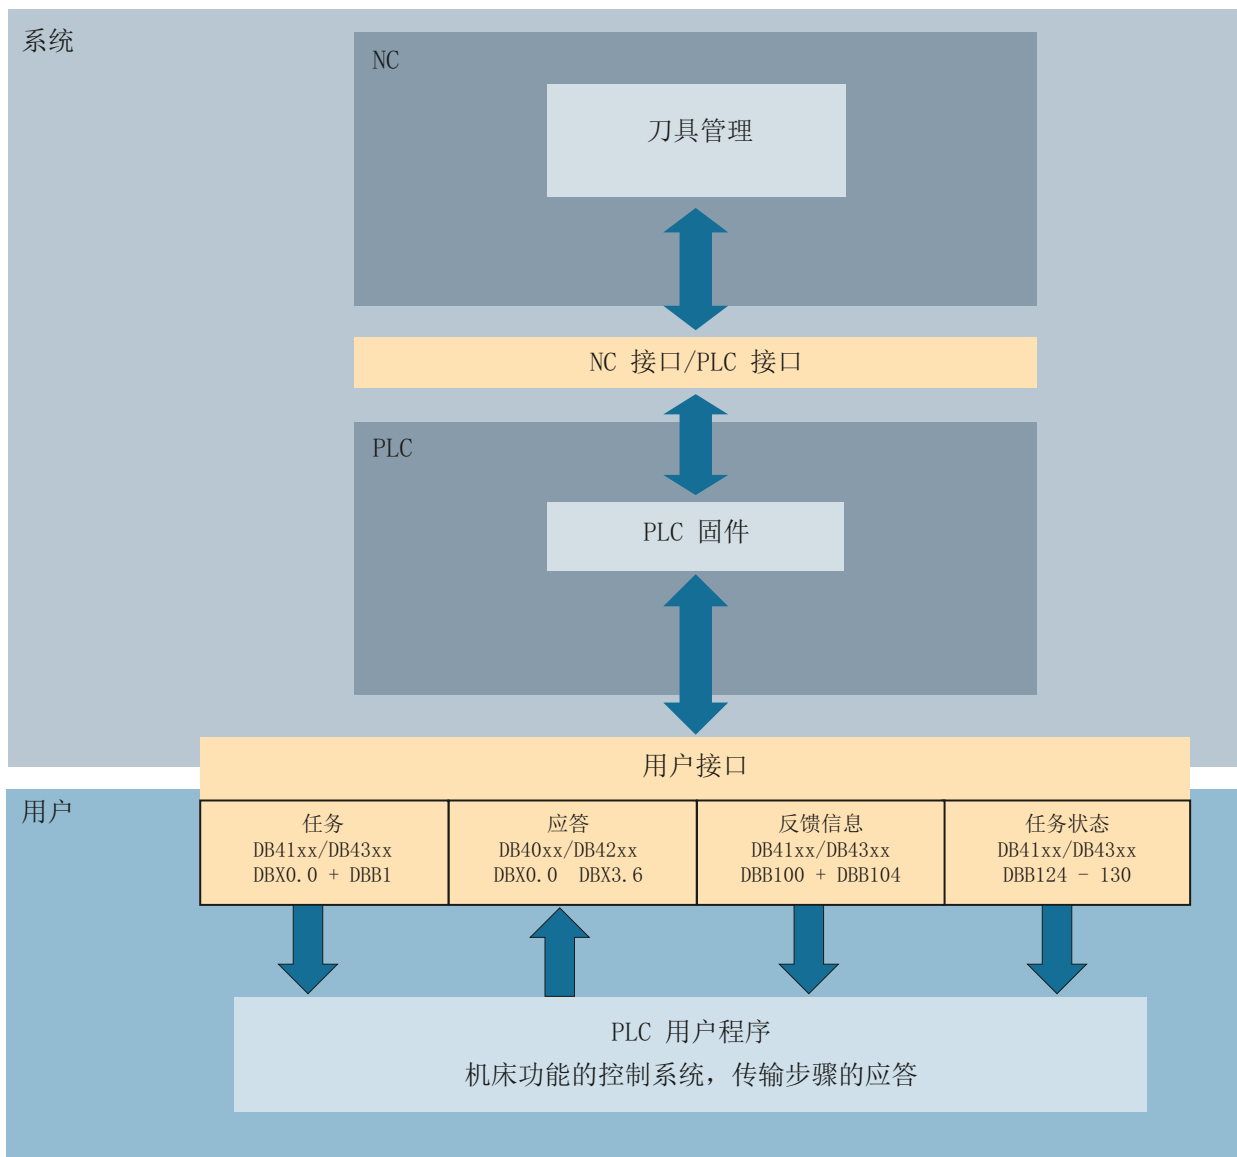 系统
NC
刀具管理
NC 接口/PLC 接口
PLC
PLC 固件
用户接口
用户
任务
DB41xx/DB43xx
DBX0.0 + DBB1
应答
DB40xx/DB42xx
DBX0.0 DBX3.6
反馈信息
DB41xx/DB43xx
DBB100 + DBB104
任务状态
DB41xx/DB43xx
DBB124 - 130
PLC 用户程序
机床功能的控制系统，传输步骤的应答